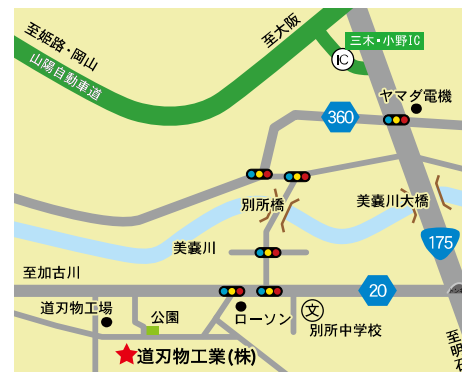 至姫路・岡山
山陽自動車道
至大阪
三木・小野IC
IC
ヤマダ電機
360
別所橋
美嚢川大橋
美嚢川
175
至加古川
20
道刃物工場
公園
ローソン
文
別所中学校
道刃物工業(株)
至明石